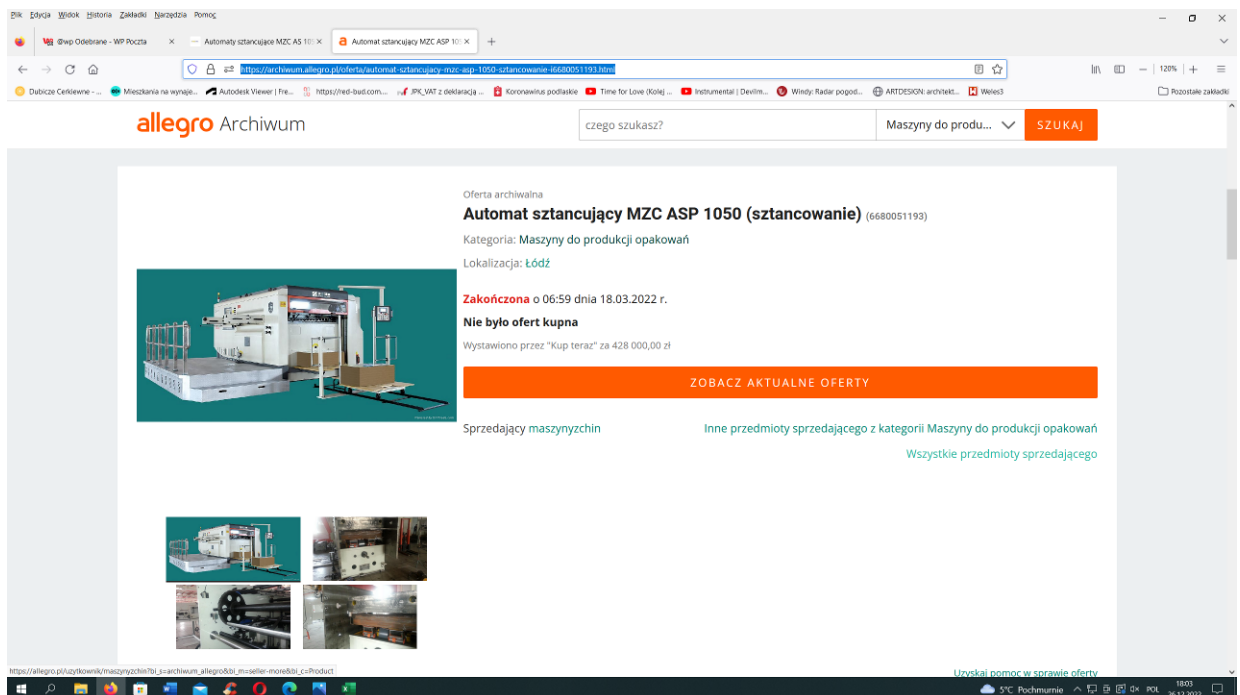 Plik Edycja Widok Historia Zakładki Narzędzia Pomoc
@wp Odebrane - WP Poczta
Automaty sztancujące MZC AS 10
Automat sztancujący MZC ASP 10
https://archiwum.allegro.pl/oferta/automat-sztancujacy-mzc-asp-1050-sztancowanie-i6680051193.html
120%
Dubicze Cerkiewne - ...
Mieszkania na wynaje...
Autodesk Viewer | Fre...
https://red-bud.com...
JPK_VAT z deklaracją ...
Koronawirus podlaskie
Time for Love (Kolej ...
Instrumental | Devilm...
Windy: Radar pogod...
ARTDESIGN: architekt...
Weles3
Pozostałe zakładki
allegro Archiwum
czego szukasz?
Maszyny do produ...
SZUKAJ
Oferta archiwalna
Automat sztancujący MZC ASP 1050 (sztancowanie) (6680051193)
Kategoria: Maszyny do produkcji opakowań
Lokalizacja: Łódź
Zakończona o 06:59 dnia 18.03.2022 r.
Nie było ofert kupna
Wystawiono przez "Kup teraz" za 428 000,00 zł
ZOBACZ AKTUALNE OFERTY
Sprzedający maszynyzchin
Inne przedmioty sprzedającego z kategorii Maszyny do produkcji opakowań
Wszystkie przedmioty sprzedającego
Uzyskaj pomoc w sprawie oferty
https://allegro.pl/uzytkownik/maszynyzchin?bi_s=archiwum_allegro&bi_m=seller-more&bi_c=Product
5°C Pochmurnie
POL
18:03
26.12.2022